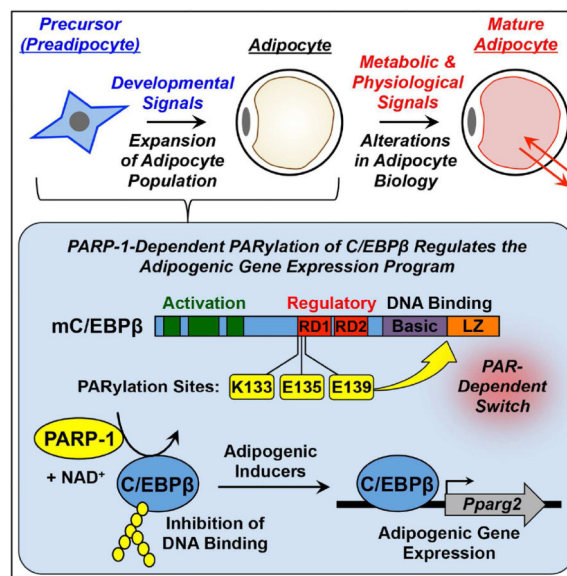 Precursor
(Preadipocyte)
Developmental
Signals
Expansion
of Adipocyte
Population
Adipocyte
Metabolic &
Physiological
Signals
Alterations
in Adipocyte
Biology
Mature
Adipocyte
PARP-1-Dependent PARylation of C/EBPβ Regulates the
Adipogenic Gene Expression Program
Activation
Regulatory
DNA Binding
mC/EBPβ
RD1
RD2
Basic
LZ
PARylation Sites:
K133
E135
E139
PAR-
Dependent
Switch
PARP-1
+ NAD⁺
C/EBPβ
Inhibition of
DNA Binding
Adipogenic
Inducers
C/EBPβ
Pparg2
Adipogenic Gene
Expression